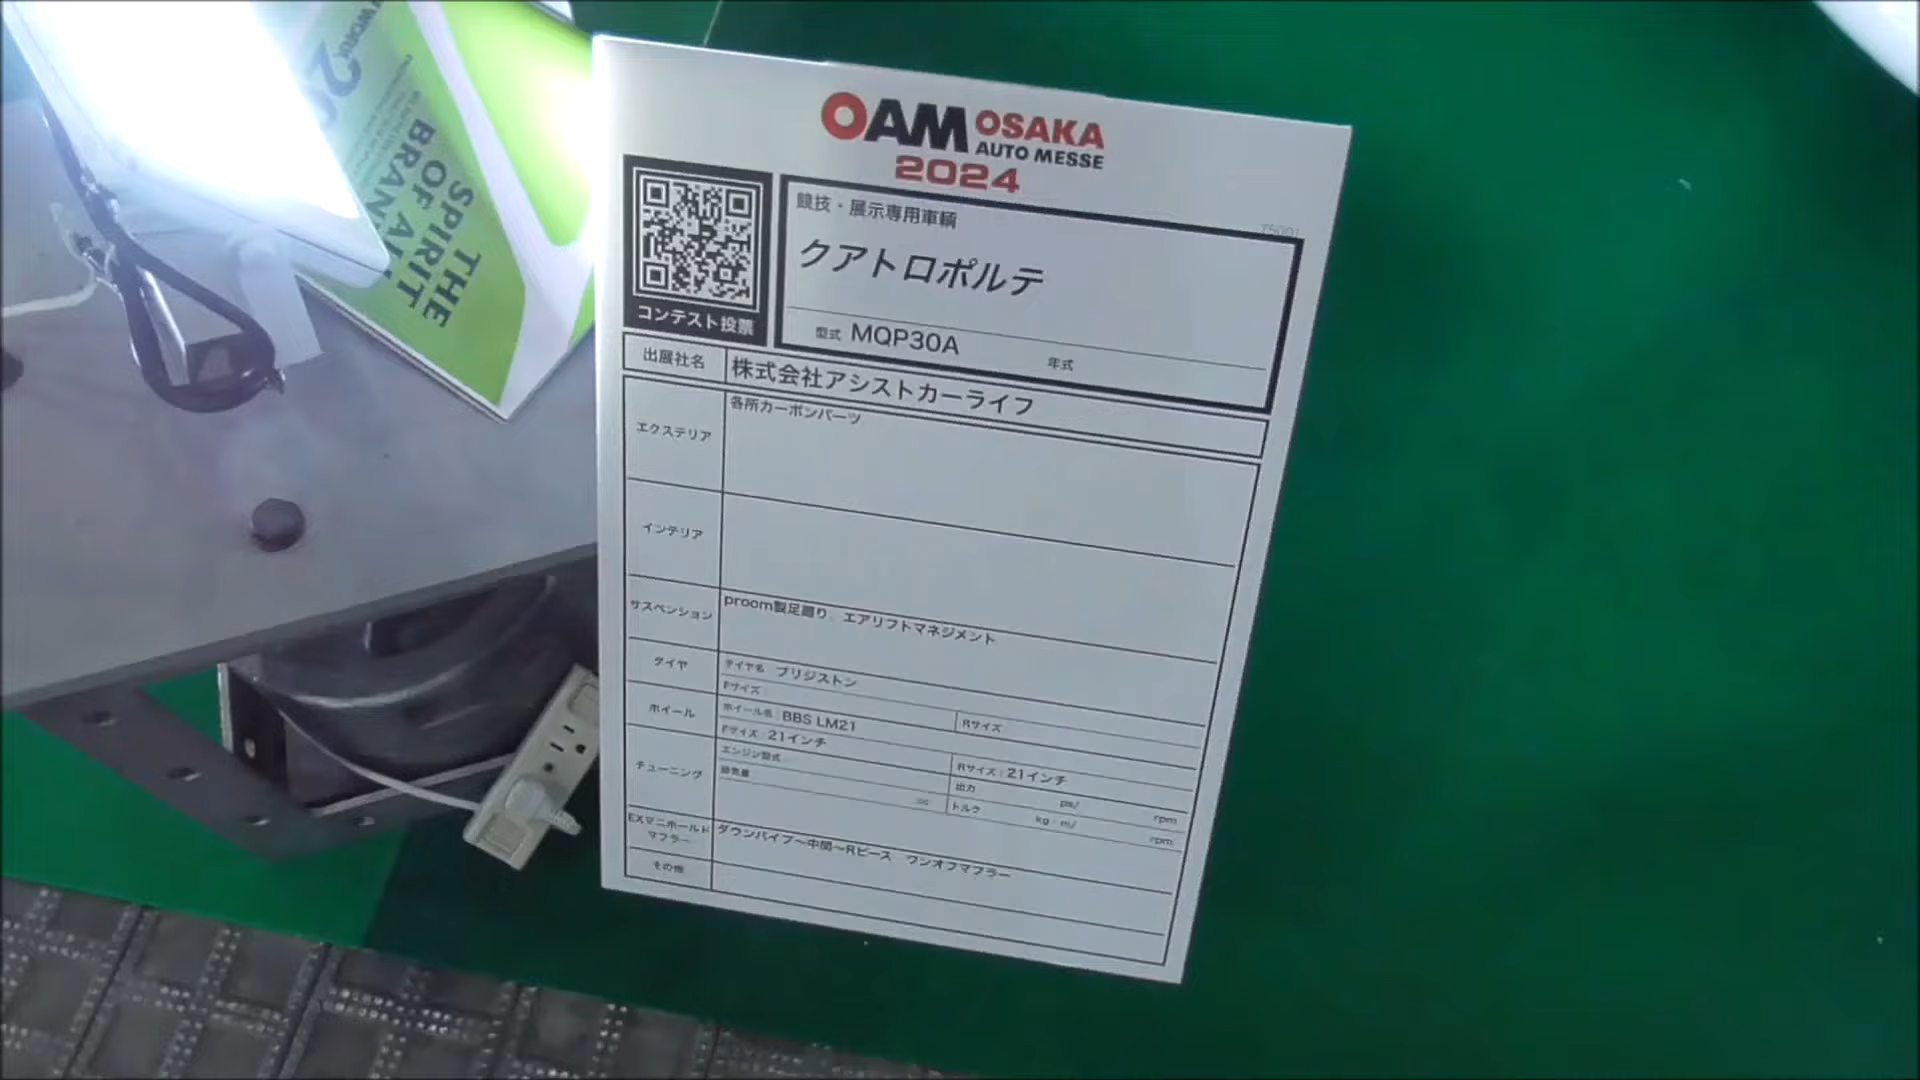 THE
SPIRIT
OF AN
BRAN
OAM OSAKA
AUTO MESSE
2024
競技・展示専用車輌
クアトロポルテ
型式 MQP30A
年式
コンテスト投票
出展社名 株式会社アシストカーライフ
エクステリア 各所カーボンパーツ
インテリア
サスペンション proom製足廻り、エアリフトマネジメント
タイヤ タイヤ名 ブリジストン
Fサイズ：
Rサイズ
ホイール ホイール名：BBS LM21
Fサイズ：21インチ
Rサイズ：21インチ
チューニング エンジン型式
出力 ps/ rpm
排気量 cc
トルク kg・m/ rpm
EXマニホールド
マフラー ダウンパイプ〜中間〜Rピース ワンオフマフラー
その他